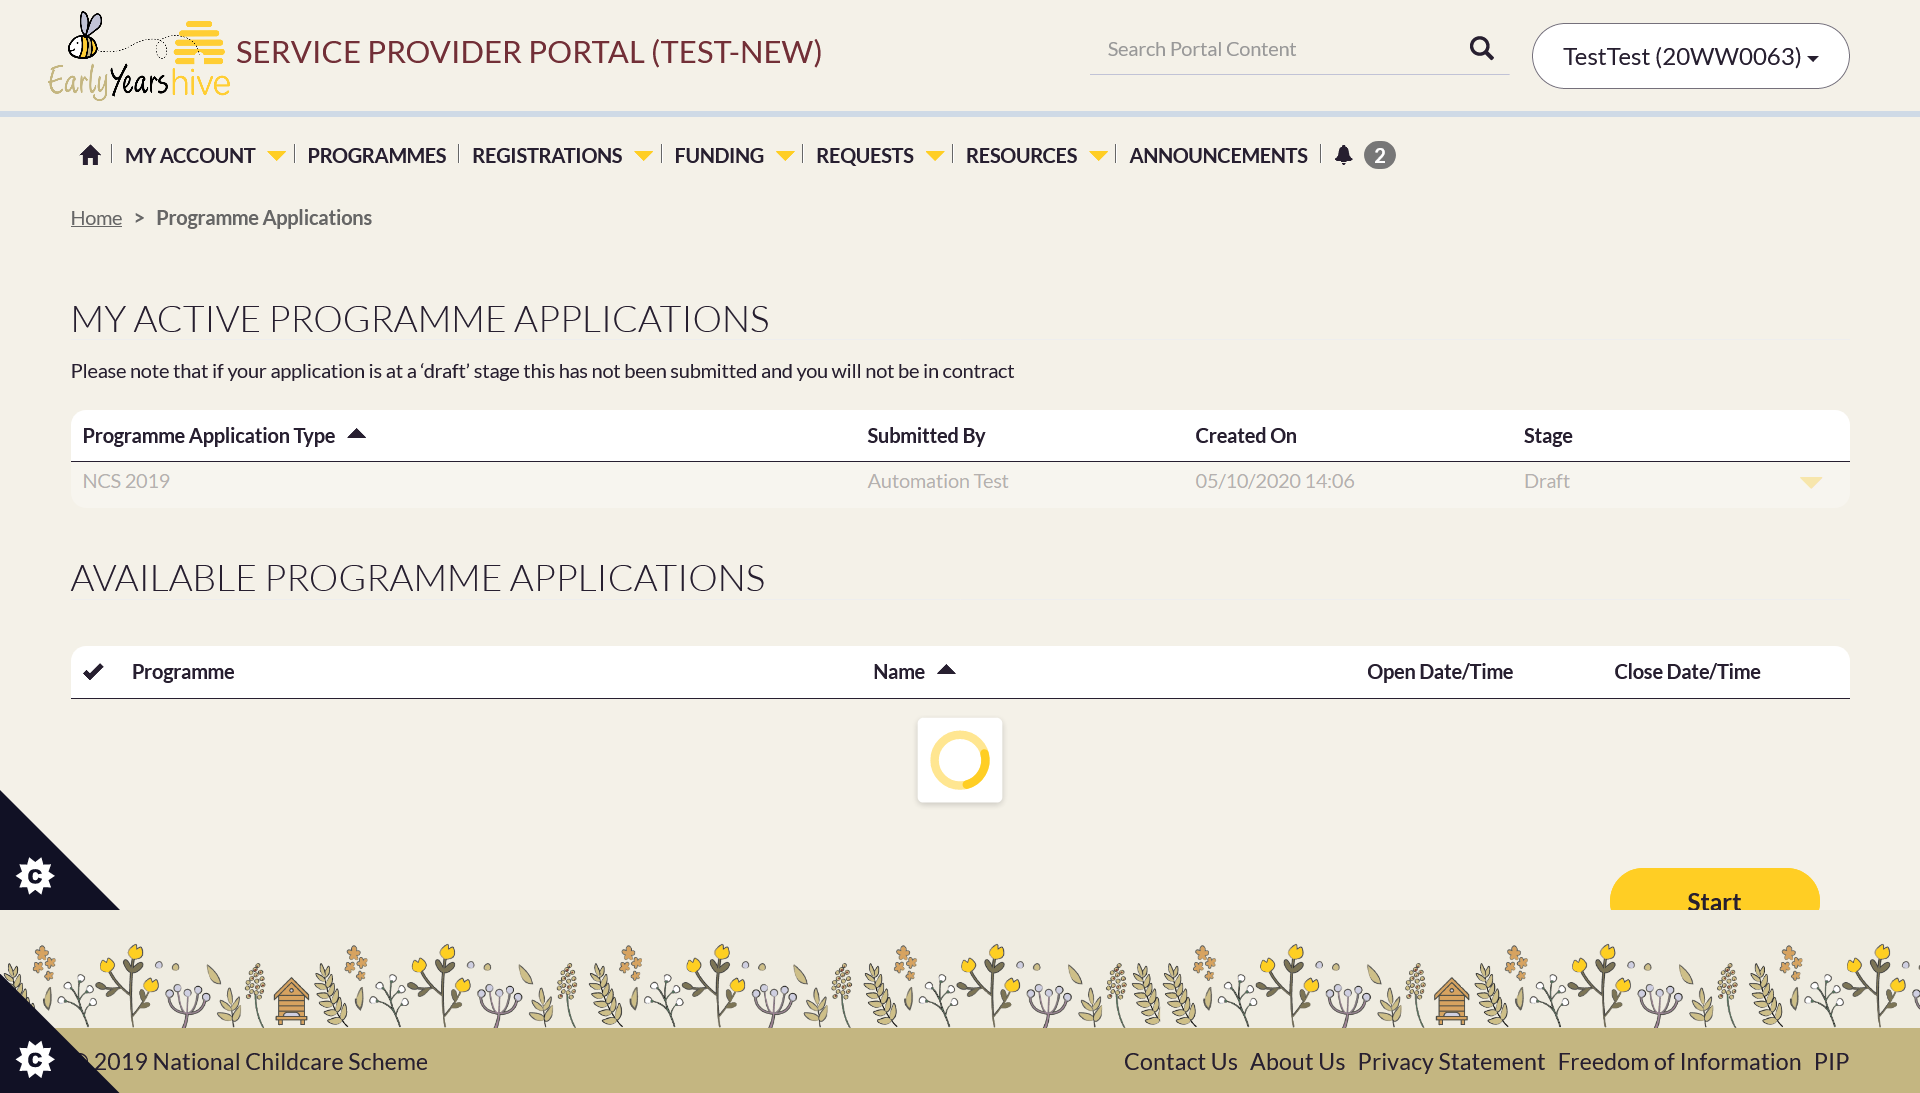 Early Years hive
SERVICE PROVIDER PORTAL (TEST-NEW)
Search Portal Content
TestTest (20WW0063)
MY ACCOUNT
PROGRAMMES
REGISTRATIONS
FUNDING
REQUESTS
RESOURCES
ANNOUNCEMENTS
2
Home > Programme Applications
MY ACTIVE PROGRAMME APPLICATIONS
Please note that if your application is at a ‘draft’ stage this has not been submitted and you will not be in contract
Programme Application Type Submitted By Created On Stage
NCS 2019 Automation Test 05/10/2020 14:06 Draft
AVAILABLE PROGRAMME APPLICATIONS
Programme Name Open Date/Time Close Date/Time
C
Start
C
2019 National Childcare Scheme
Contact Us About Us Privacy Statement Freedom of Information PIP